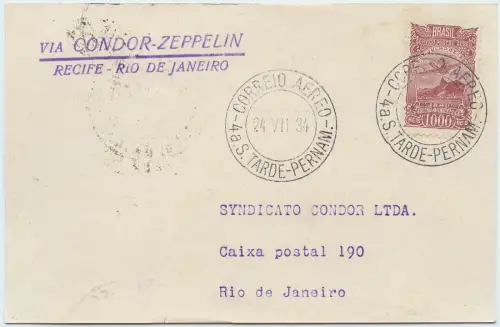 VIA CONDOR-ZEPPELIN
RECIFE - RIO DE JANEIRO
BRASIL
1000
CORREIO AEREO
24 VII 34
4a.S.TARDE-PERNAM.
CORREIO AEREO
4a.S.TARDE-PERNAM.
SYNDICATO CONDOR LTDA.
Caixa postal 190
Rio de Janeiro